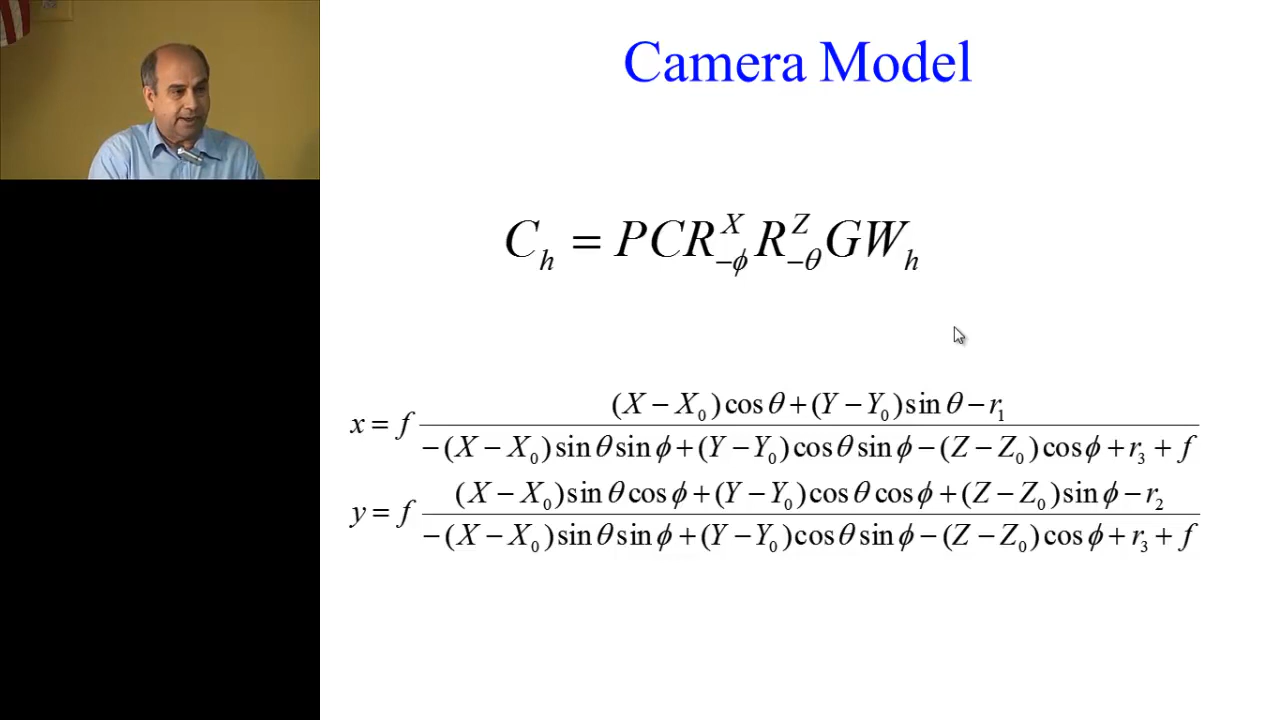 Camera Model
C_h = PCR^X_{−ϕ} R^Z_{−θ} GW_h
x = f \frac{(X − X_0)cos θ + (Y − Y_0)sin θ − r_1}{−(X − X_0)sin θ sin ϕ + (Y − Y_0)cos θ sin ϕ − (Z − Z_0)cos ϕ + r_3 + f}
y = f \frac{(X − X_0)sin θ cos ϕ + (Y − Y_0)cos θ cos ϕ + (Z − Z_0)sin ϕ − r_2}{−(X − X_0)sin θ sin ϕ + (Y − Y_0)cos θ sin ϕ − (Z − Z_0)cos ϕ + r_3 + f}